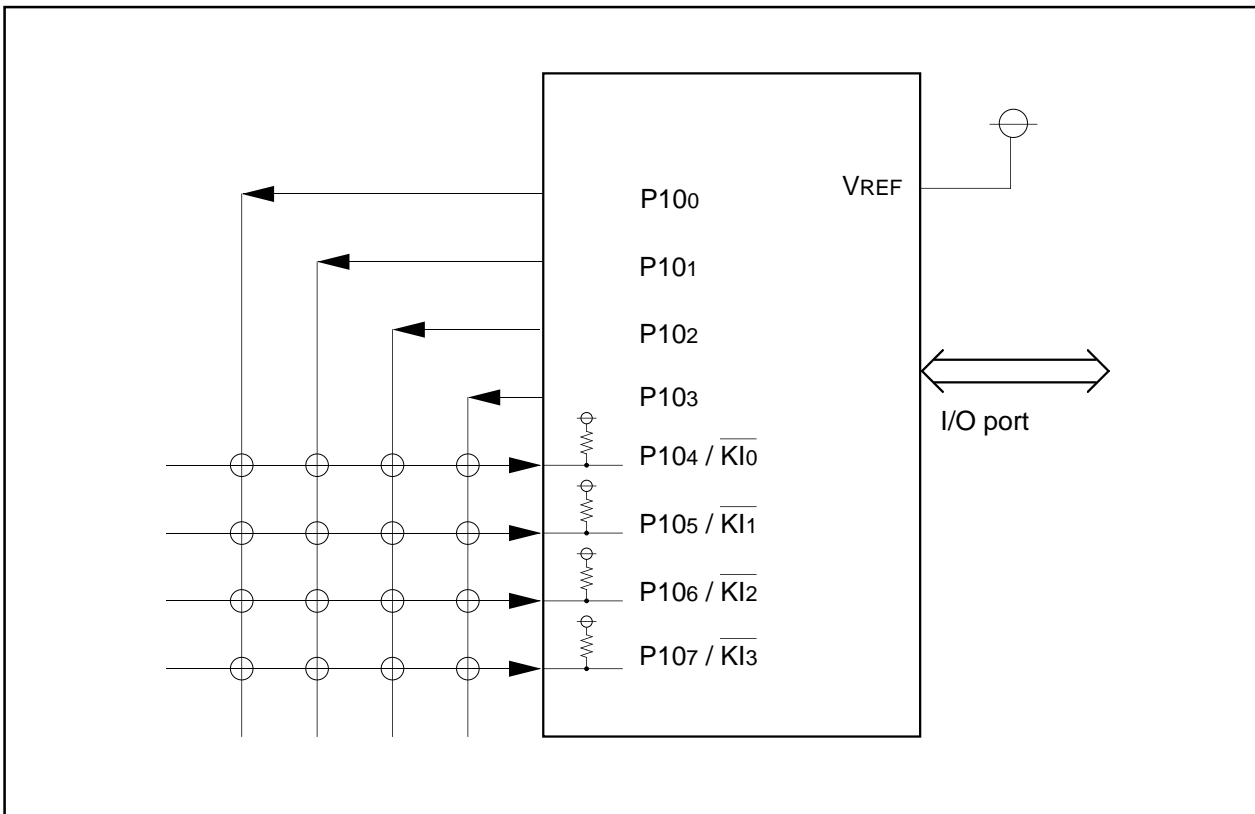 P100
VREF
P101
P102
P103
I/O port
P104 / KI0
P105 / KI1
P106 / KI2
P107 / KI3